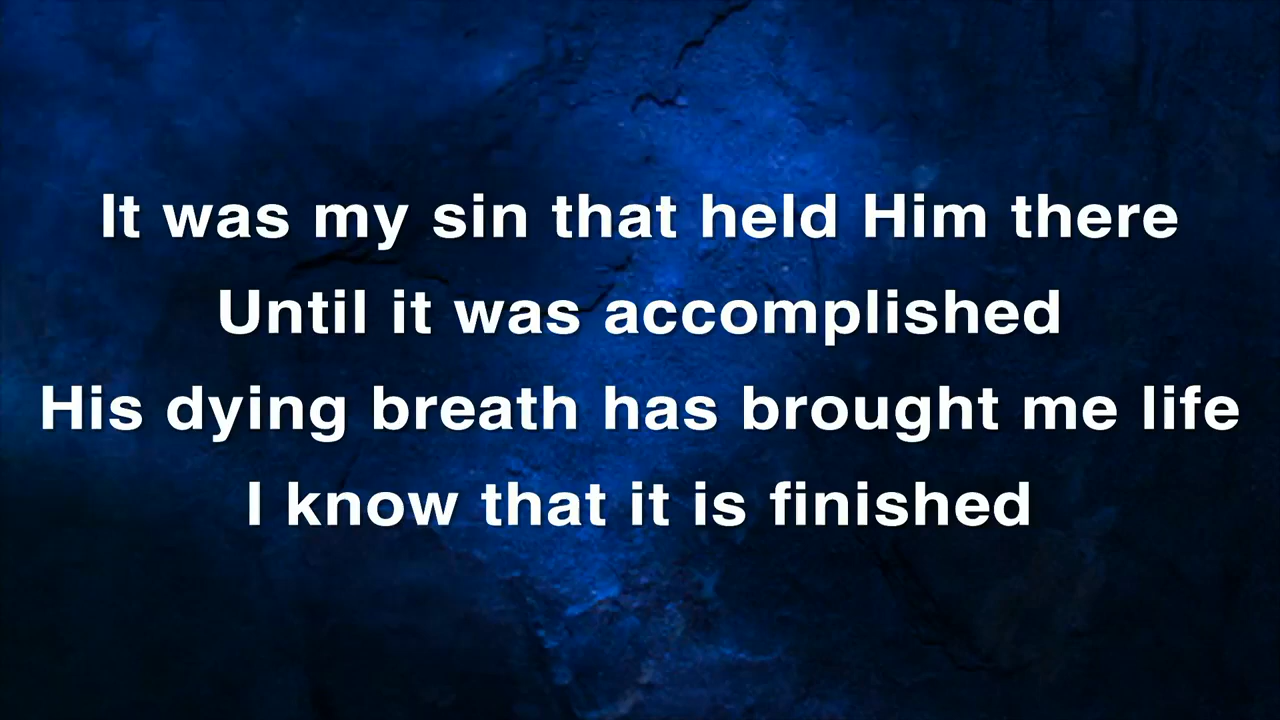 It was my sin that held Him there
Until it was accomplished
His dying breath has brought me life
I know that it is finished